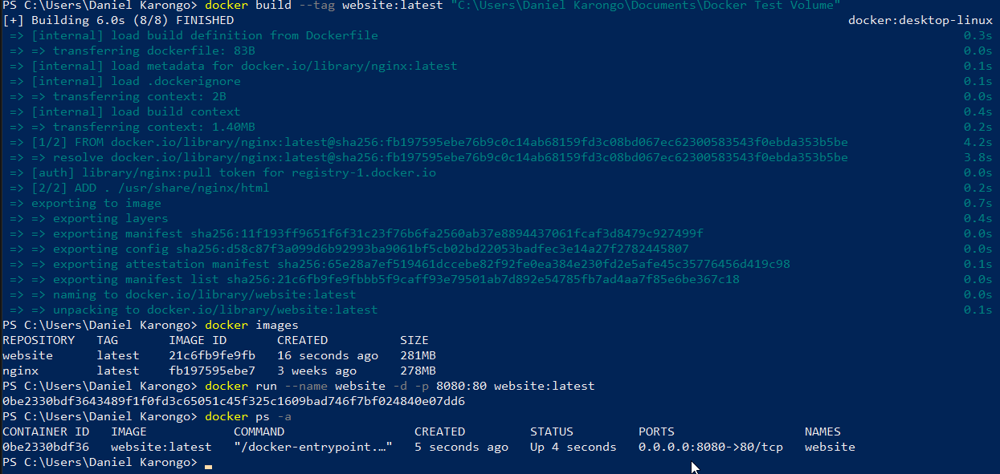 PS C:\Users\Daniel Karongo> docker build --tag website:latest "C:\Users\Daniel Karongo\Documents\Docker Test Volume"
[+] Building 6.0s (8/8) FINISHED docker:desktop-linux
=> [internal] load build definition from Dockerfile 0.3s
=> => transferring dockerfile: 83B 0.0s
=> [internal] load metadata for docker.io/library/nginx:latest 0.1s
=> [internal] load .dockerignore 0.1s
=> => transferring context: 2B 0.0s
=> [internal] load build context 0.4s
=> => transferring context: 1.40MB 0.2s
=> [1/2] FROM docker.io/library/nginx:latest@sha256:fb197595ebe76b9c0c14ab68159fd3c08bd067ec62300583543f0ebda353b5be 4.2s
=> => resolve docker.io/library/nginx:latest@sha256:fb197595ebe76b9c0c14ab68159fd3c08bd067ec62300583543f0ebda353b5be 3.8s
=> [auth] library/nginx:pull token for registry-1.docker.io 0.0s
=> [2/2] ADD . /usr/share/nginx/html 0.2s
=> exporting to image 0.7s
=> => exporting layers 0.4s
=> => exporting manifest sha256:11f193ff9651f6f31c23f76b6fa2560ab37e8894437061fcaf3d8479c927499f 0.0s
=> => exporting config sha256:d58c87f3a099d6b92993ba9061bf5cb02bd22053badfec3e14a27f2782445807 0.0s
=> => exporting attestation manifest sha256:65e28a7ef519461dccebe82f92fe0ea384e230fd2e5afe45c35776456d419c98 0.1s
=> => exporting manifest list sha256:21c6fb9fe9fbbb5f9caff93e79501ab7d892e54785fb7ad4aa7f85e6be367c18 0.0s
=> => naming to docker.io/library/website:latest 0.0s
=> => unpacking to docker.io/library/website:latest 0.1s
PS C:\Users\Daniel Karongo> docker images
REPOSITORY TAG IMAGE ID CREATED SIZE
website latest 21c6fb9fe9fb 16 seconds ago 281MB
nginx latest fb197595ebe7 3 weeks ago 278MB
PS C:\Users\Daniel Karongo> docker run --name website -d -p 8080:80 website:latest
0be2330bdf3643489f1f0fd3c65051c45f325c1609bad746f7bf024840e07dd6
PS C:\Users\Daniel Karongo> docker ps -a
CONTAINER ID IMAGE COMMAND CREATED STATUS PORTS NAMES
0be2330bdf36 website:latest "/docker-entrypoint.…" 5 seconds ago Up 4 seconds 0.0.0.0:8080->80/tcp website
PS C:\Users\Daniel Karongo>